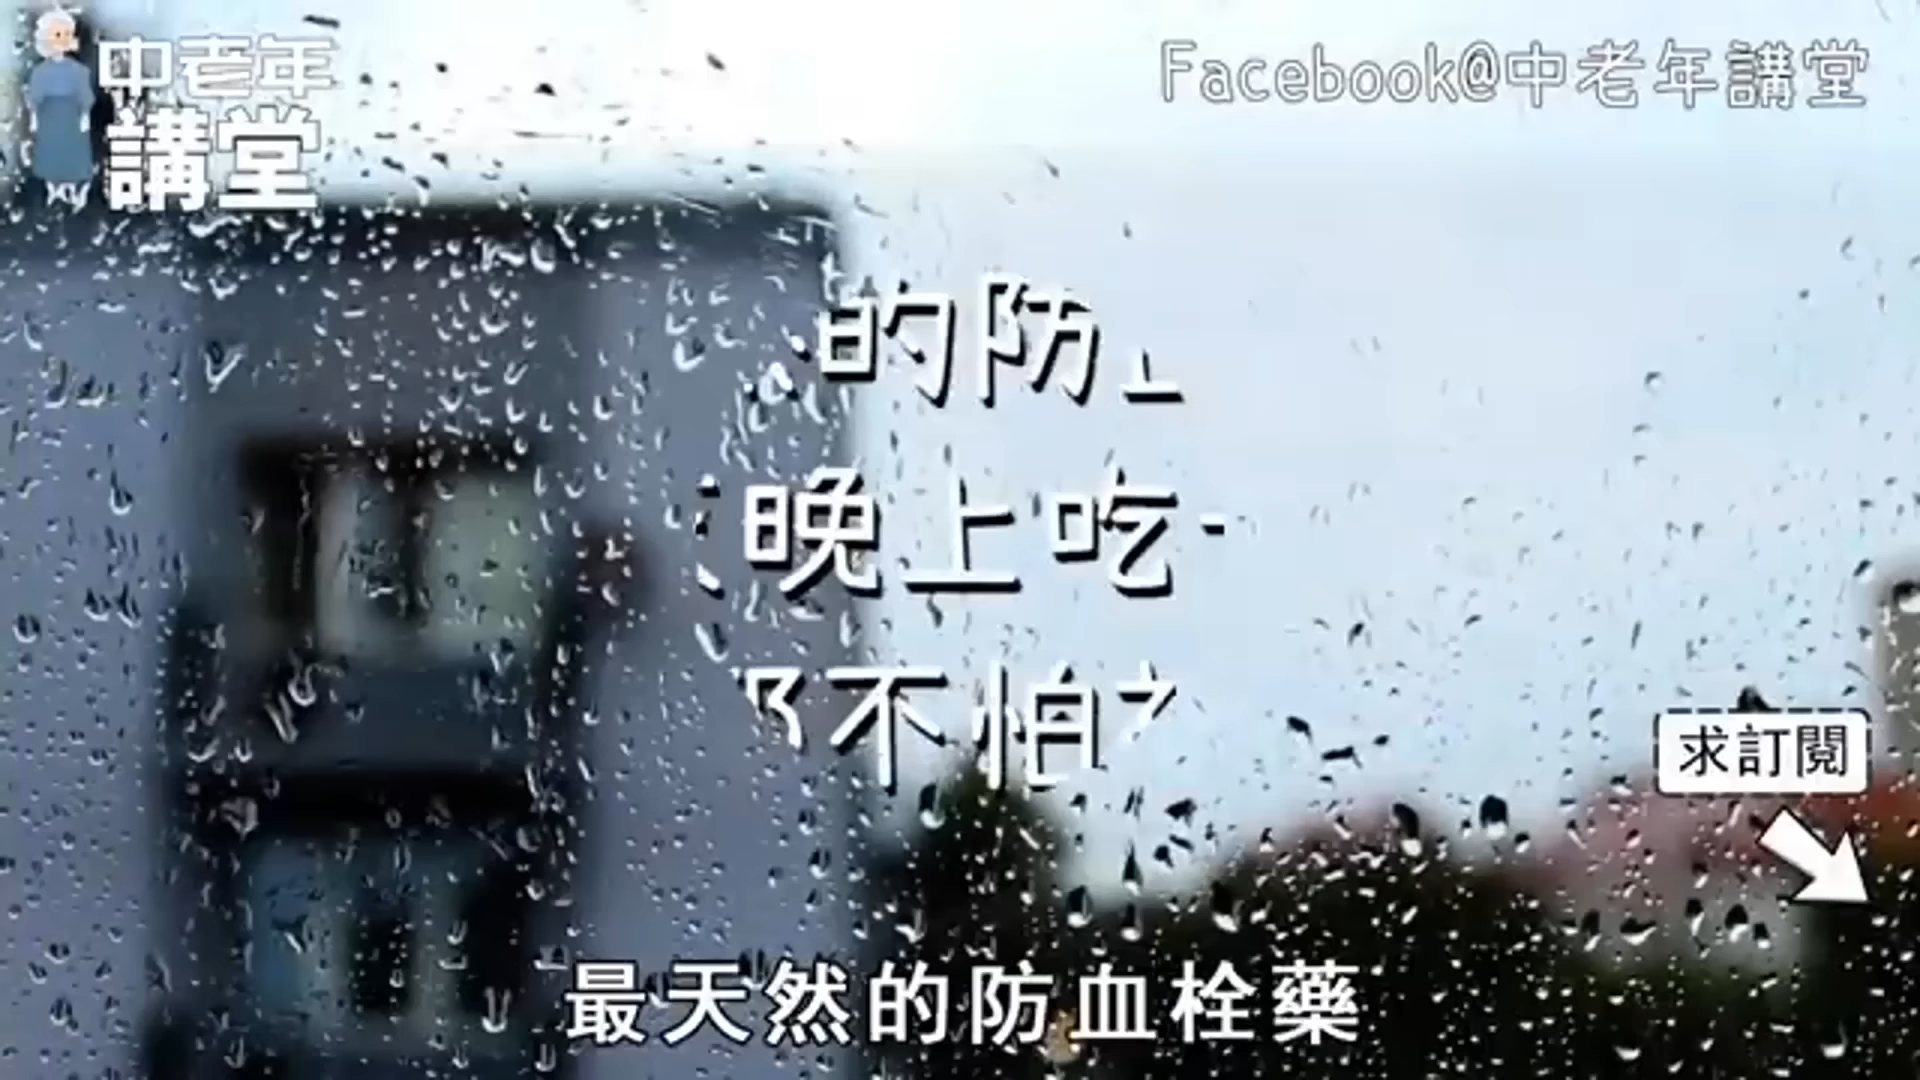 中老年
講堂
Facebook@中老年講堂
的防
晚上吃
不怕
求訂閱
最天然的防血栓藥